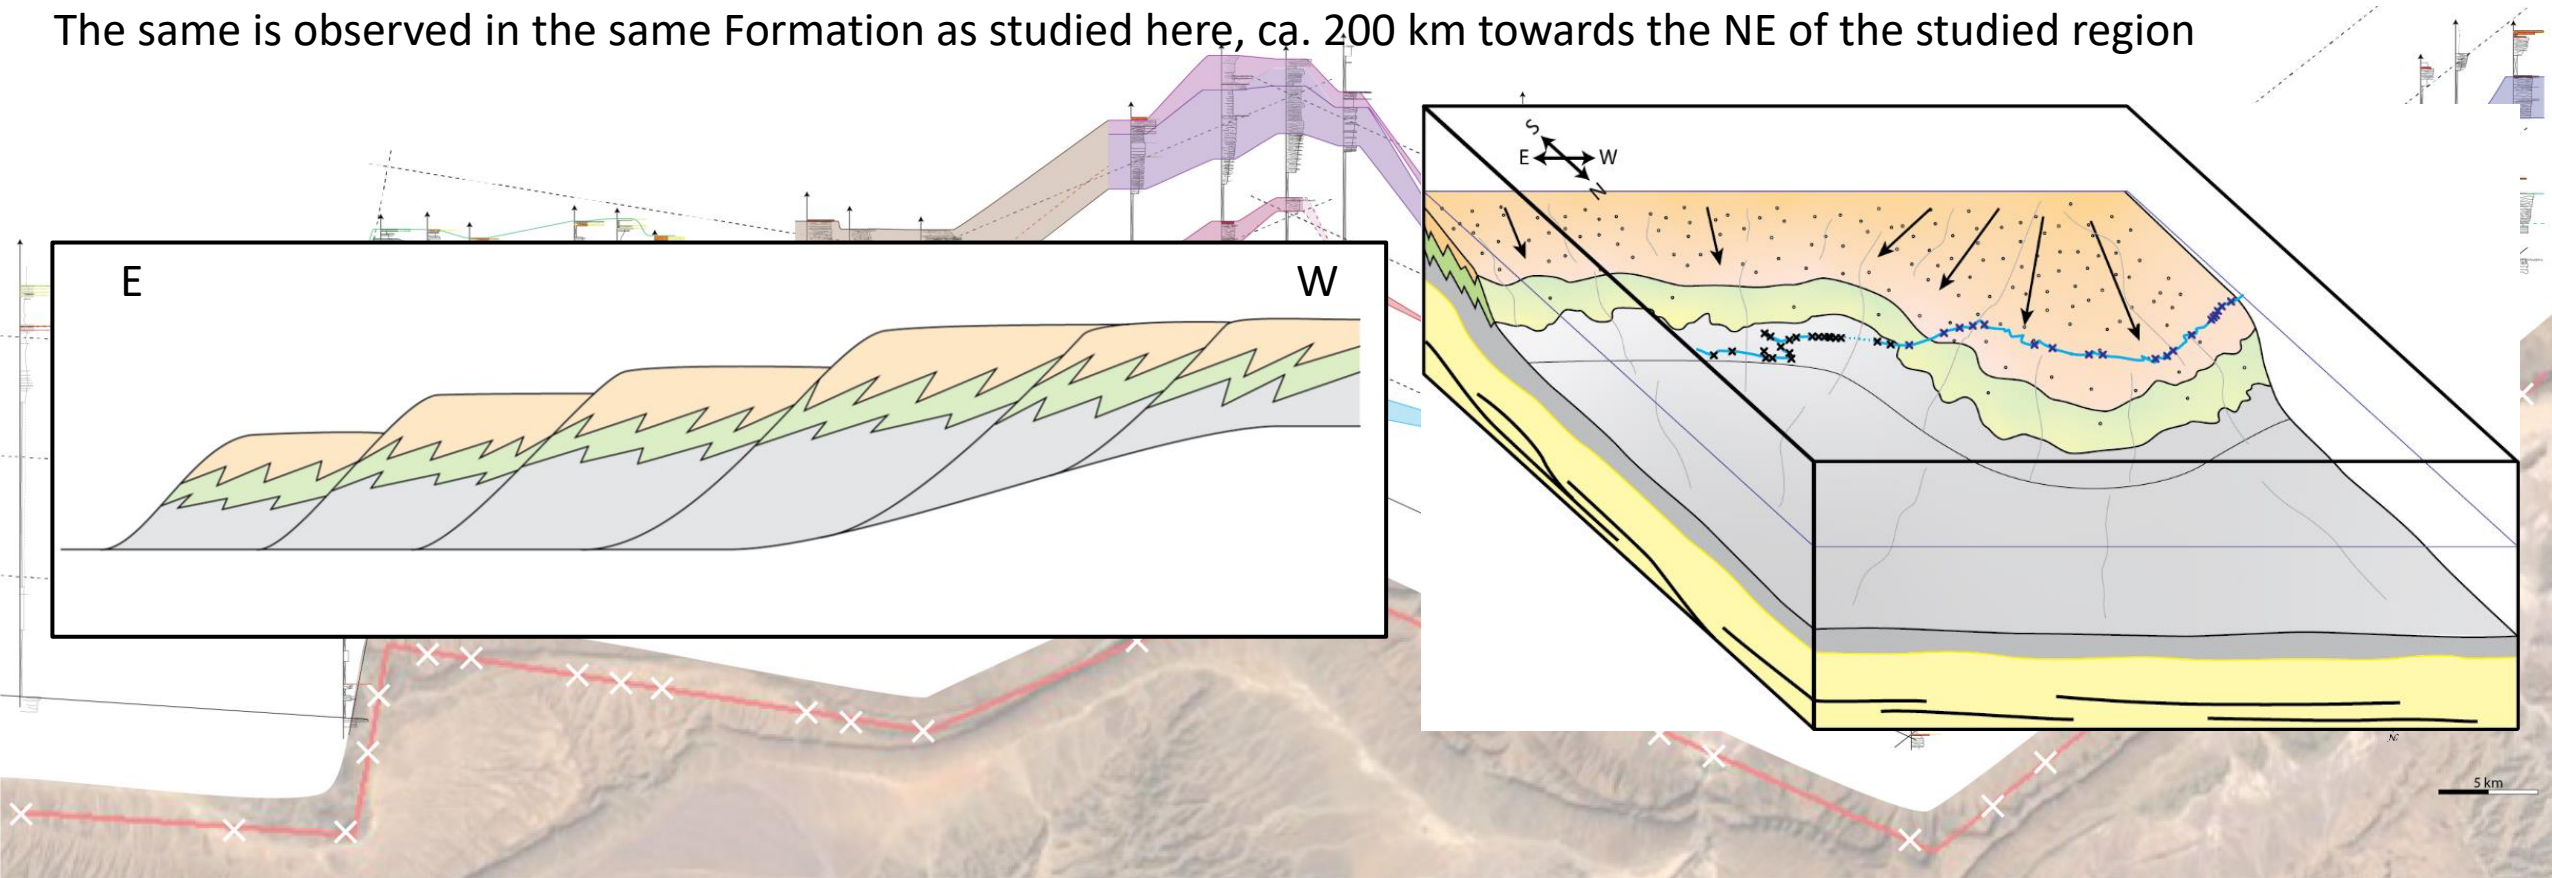 The same is observed in the same Formation as studied here, ca. 200 km towards the NE of the studied region
E
W
S
E
W
N
5 km